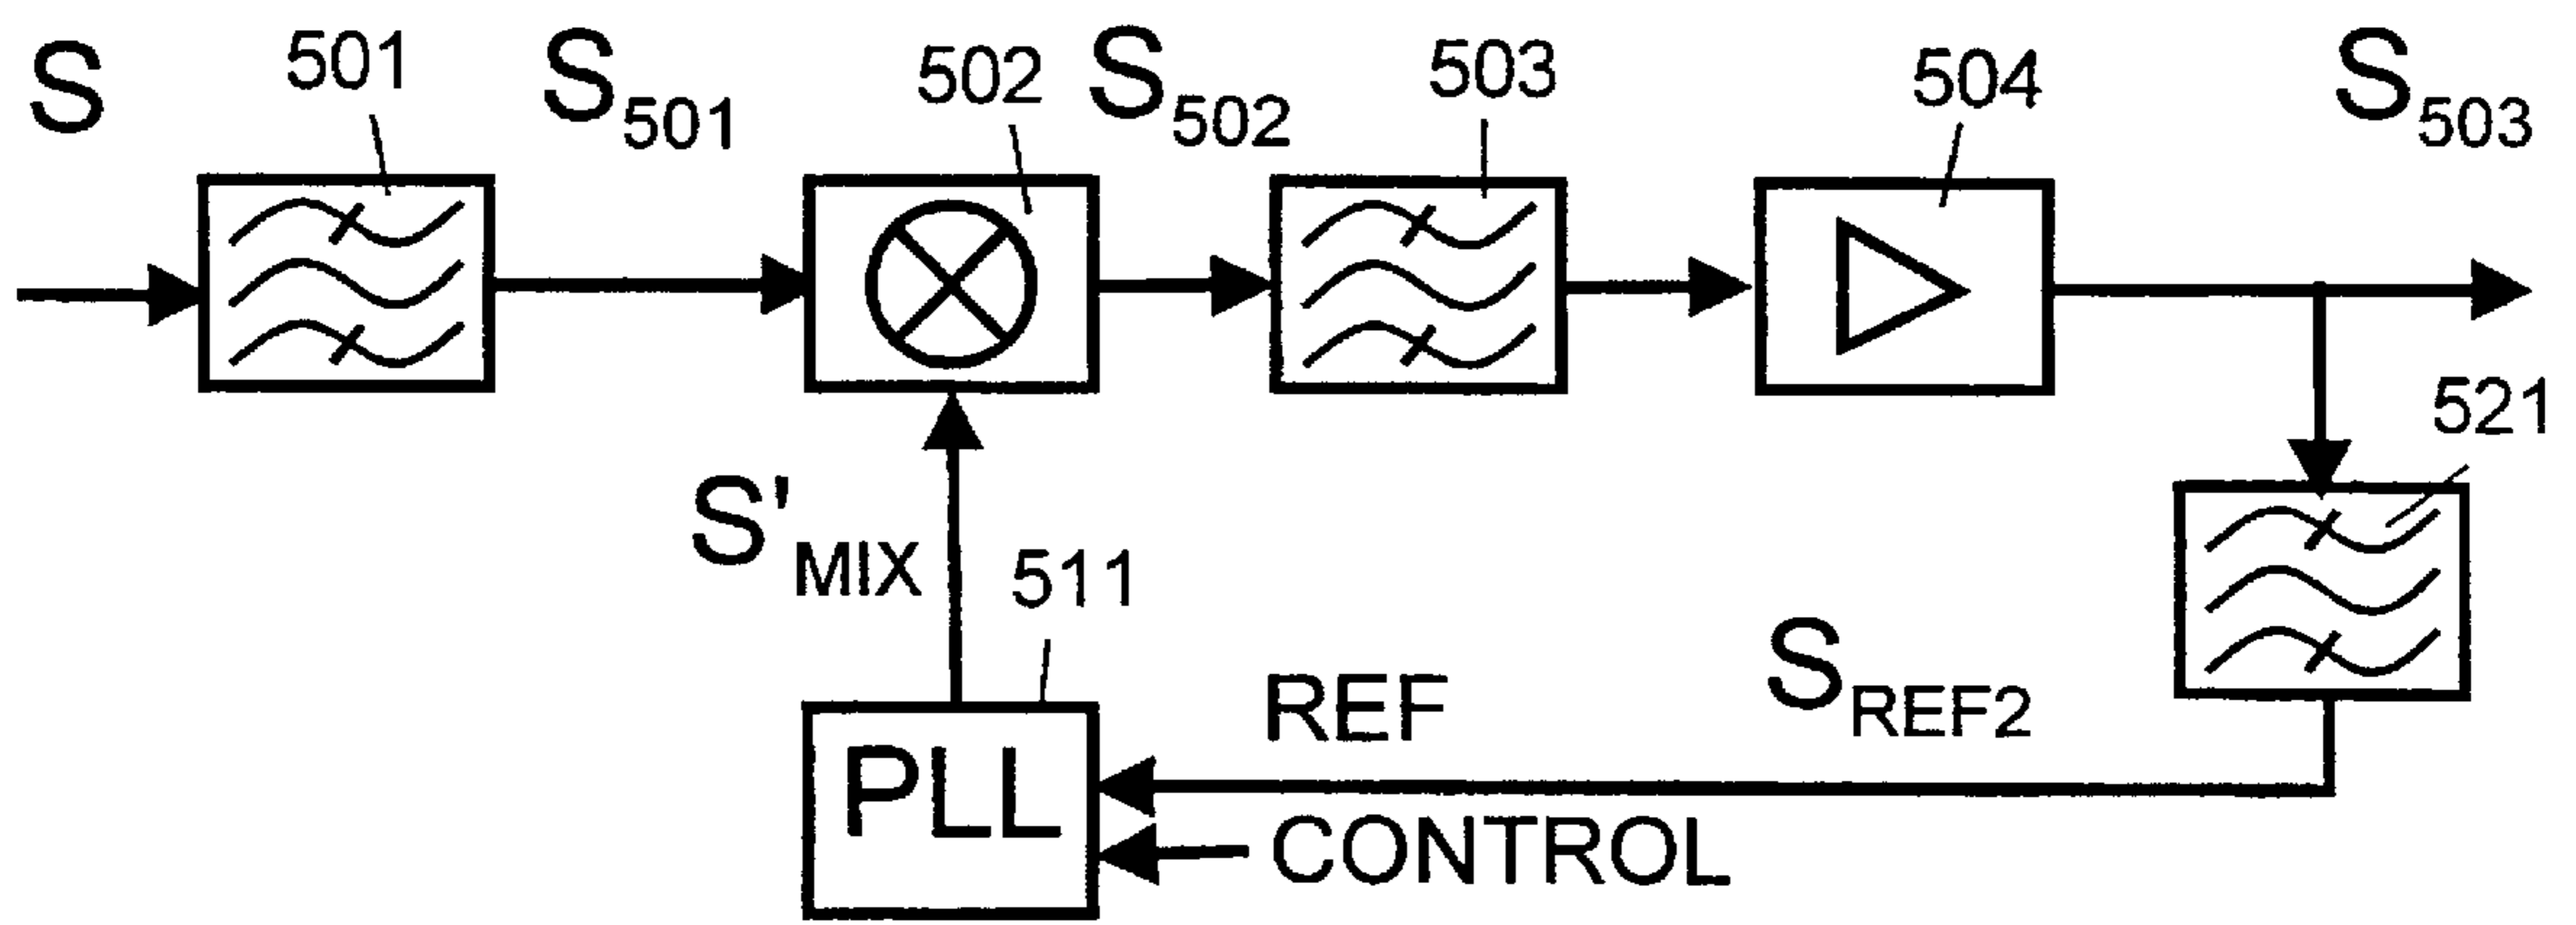 S
501
S501
502
S502
503
504
S503
521
S'MIX
511
REF
SREF2
PLL
CONTROL